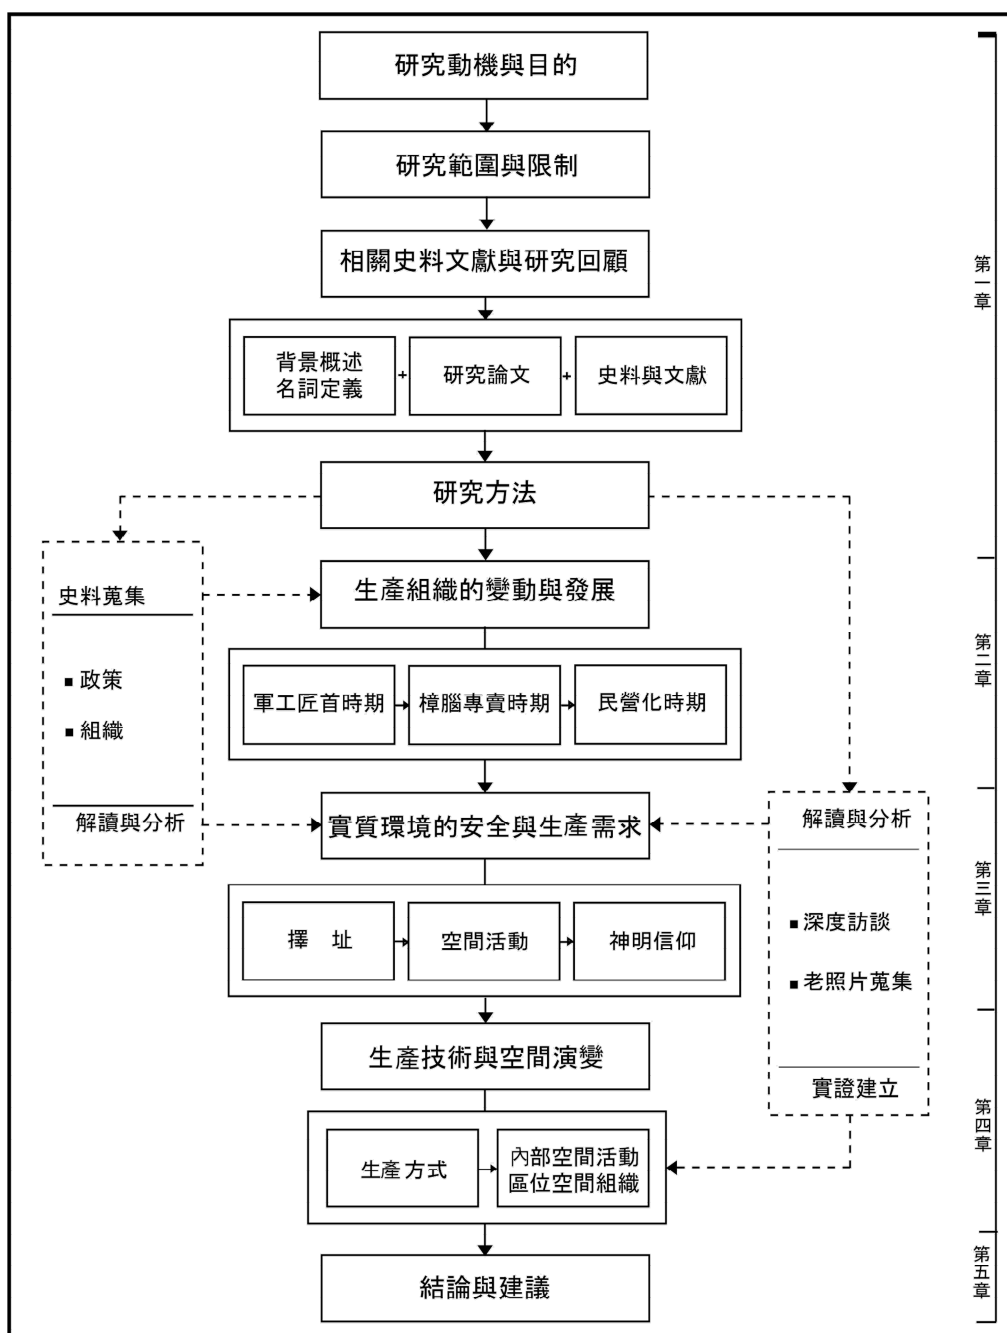 研究動機與目的
研究範圍與限制
相關史料文獻與研究回顧
背景概述
名詞定義
+
研究論文
+
史料與文獻
第一章
研究方法
史料蒐集
■ 政策
■ 組織
解讀與分析
生產組織的變動與發展
軍工匠首時期
樟腦專賣時期
民營化時期
第二章
實質環境的安全與生產需求
擇 址
空間活動
神明信仰
解讀與分析
■ 深度訪談
■ 老照片蒐集
實證建立
第三章
生產技術與空間演變
生產方式
內部空間活動
區位空間組織
第四章
結論與建議
第五章